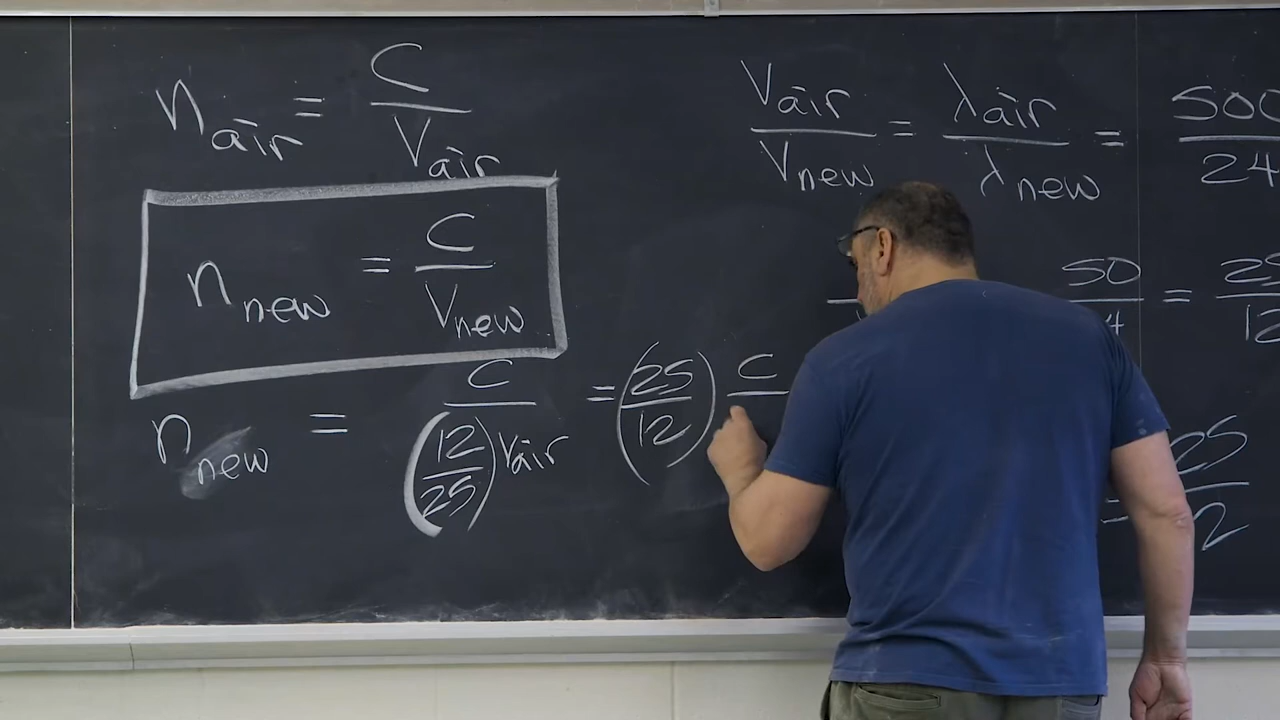 n_air = C / V_air
n_new = C / V_new
n_new = C / (12/25) V_air = (25/12) C /
V_air / V_new = λ_air / λ_new = 500 / 24
50 / 4 = 25 / 12
= 25 / 2